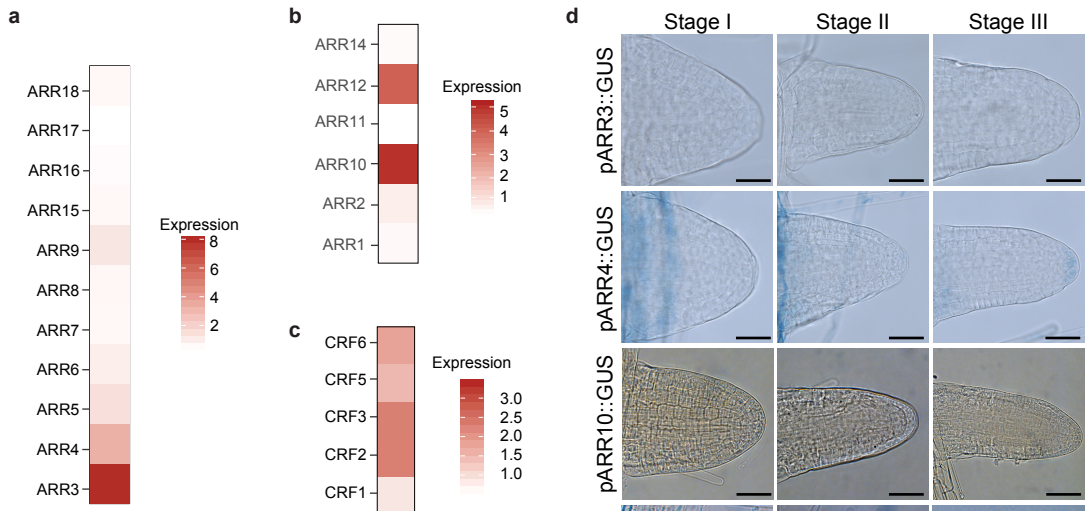 a
ARR18
ARR17
ARR16
ARR15
ARR9
ARR8
ARR7
ARR6
ARR5
ARR4
ARR3
Expression
8
6
4
2
b
ARR14
ARR12
ARR11
ARR10
ARR2
ARR1
Expression
5
4
3
2
1
c
CRF6
CRF5
CRF3
CRF2
CRF1
Expression
3.0
2.5
2.0
1.5
1.0
d
Stage I Stage II Stage III
pARR3::GUS
pARR4::GUS
pARR10::GUS